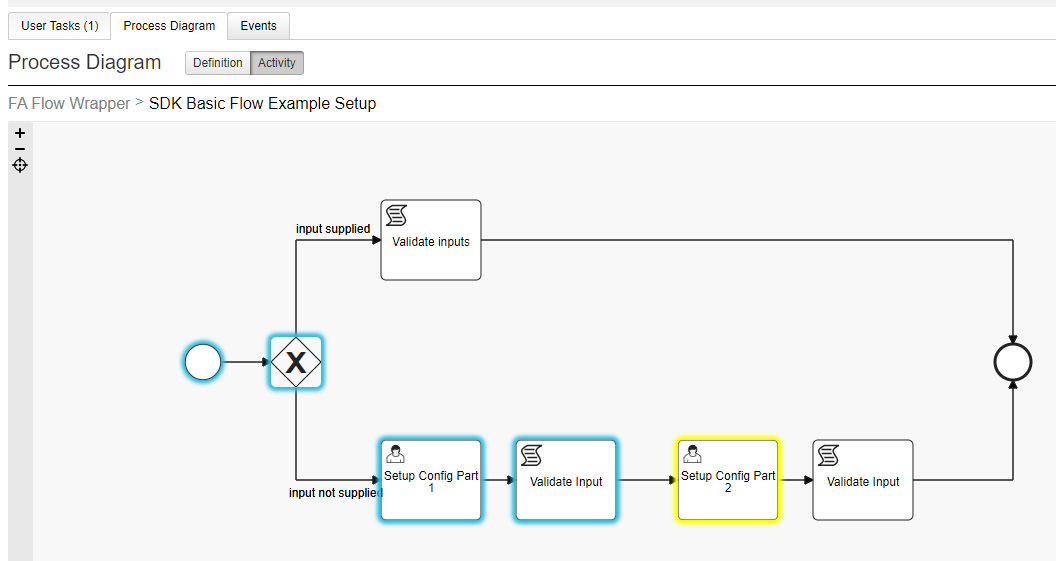 User Tasks (1)
Process Diagram
Events
Process Diagram
Definition
Activity
FA Flow Wrapper > SDK Basic Flow Example Setup
+
−
input supplied
Validate inputs
X
input not supplied
Setup Config Part
1
Validate Input
Setup Config Part
2
Validate Input